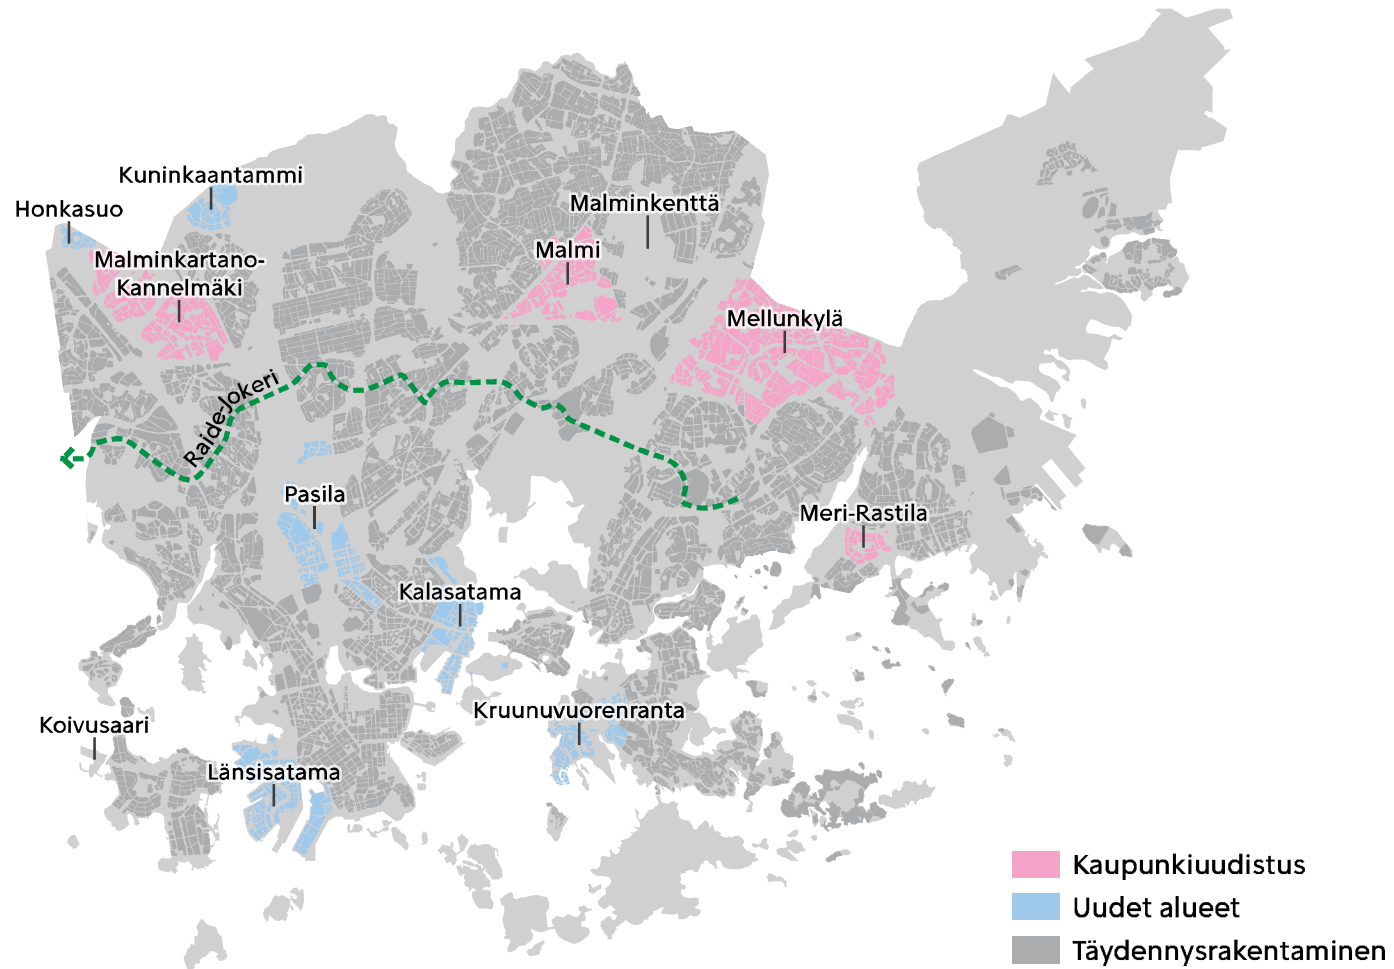 Kuninkaantammi
Honkasuo
Malminkenttä
Malmi
Malminkartano-
Kannelmäki
Mellunkylä
Raide-Jokeri
Pasila
Meri-Rastila
Kalasatama
Kruunuvuorenranta
Koivusaari
Länsisatama
Kaupunkiuudistus
Uudet alueet
Täydennysrakentaminen